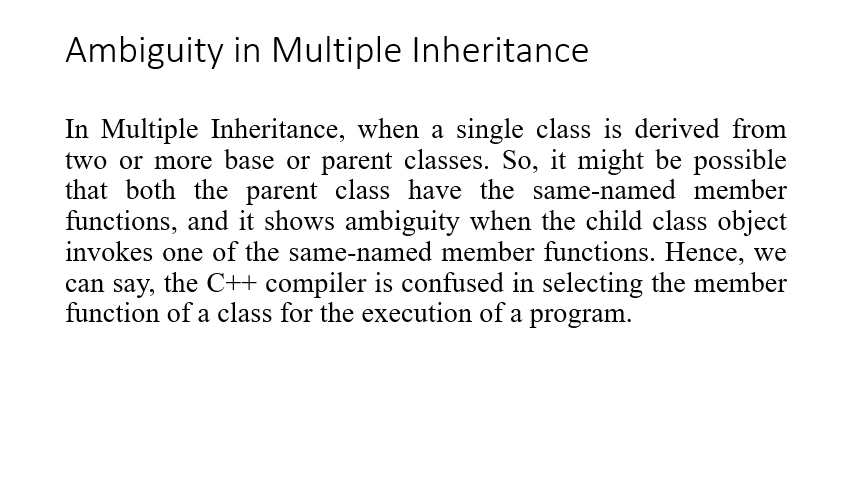 Ambiguity in Multiple Inheritance
In Multiple Inheritance, when a single class is derived from
two or more base or parent classes. So, it might be possible
that both the parent class have the same-named member
functions, and it shows ambiguity when the child class object
invokes one of the same-named member functions. Hence, we
can say, the C++ compiler is confused in selecting the member
function of a class for the execution of a program.